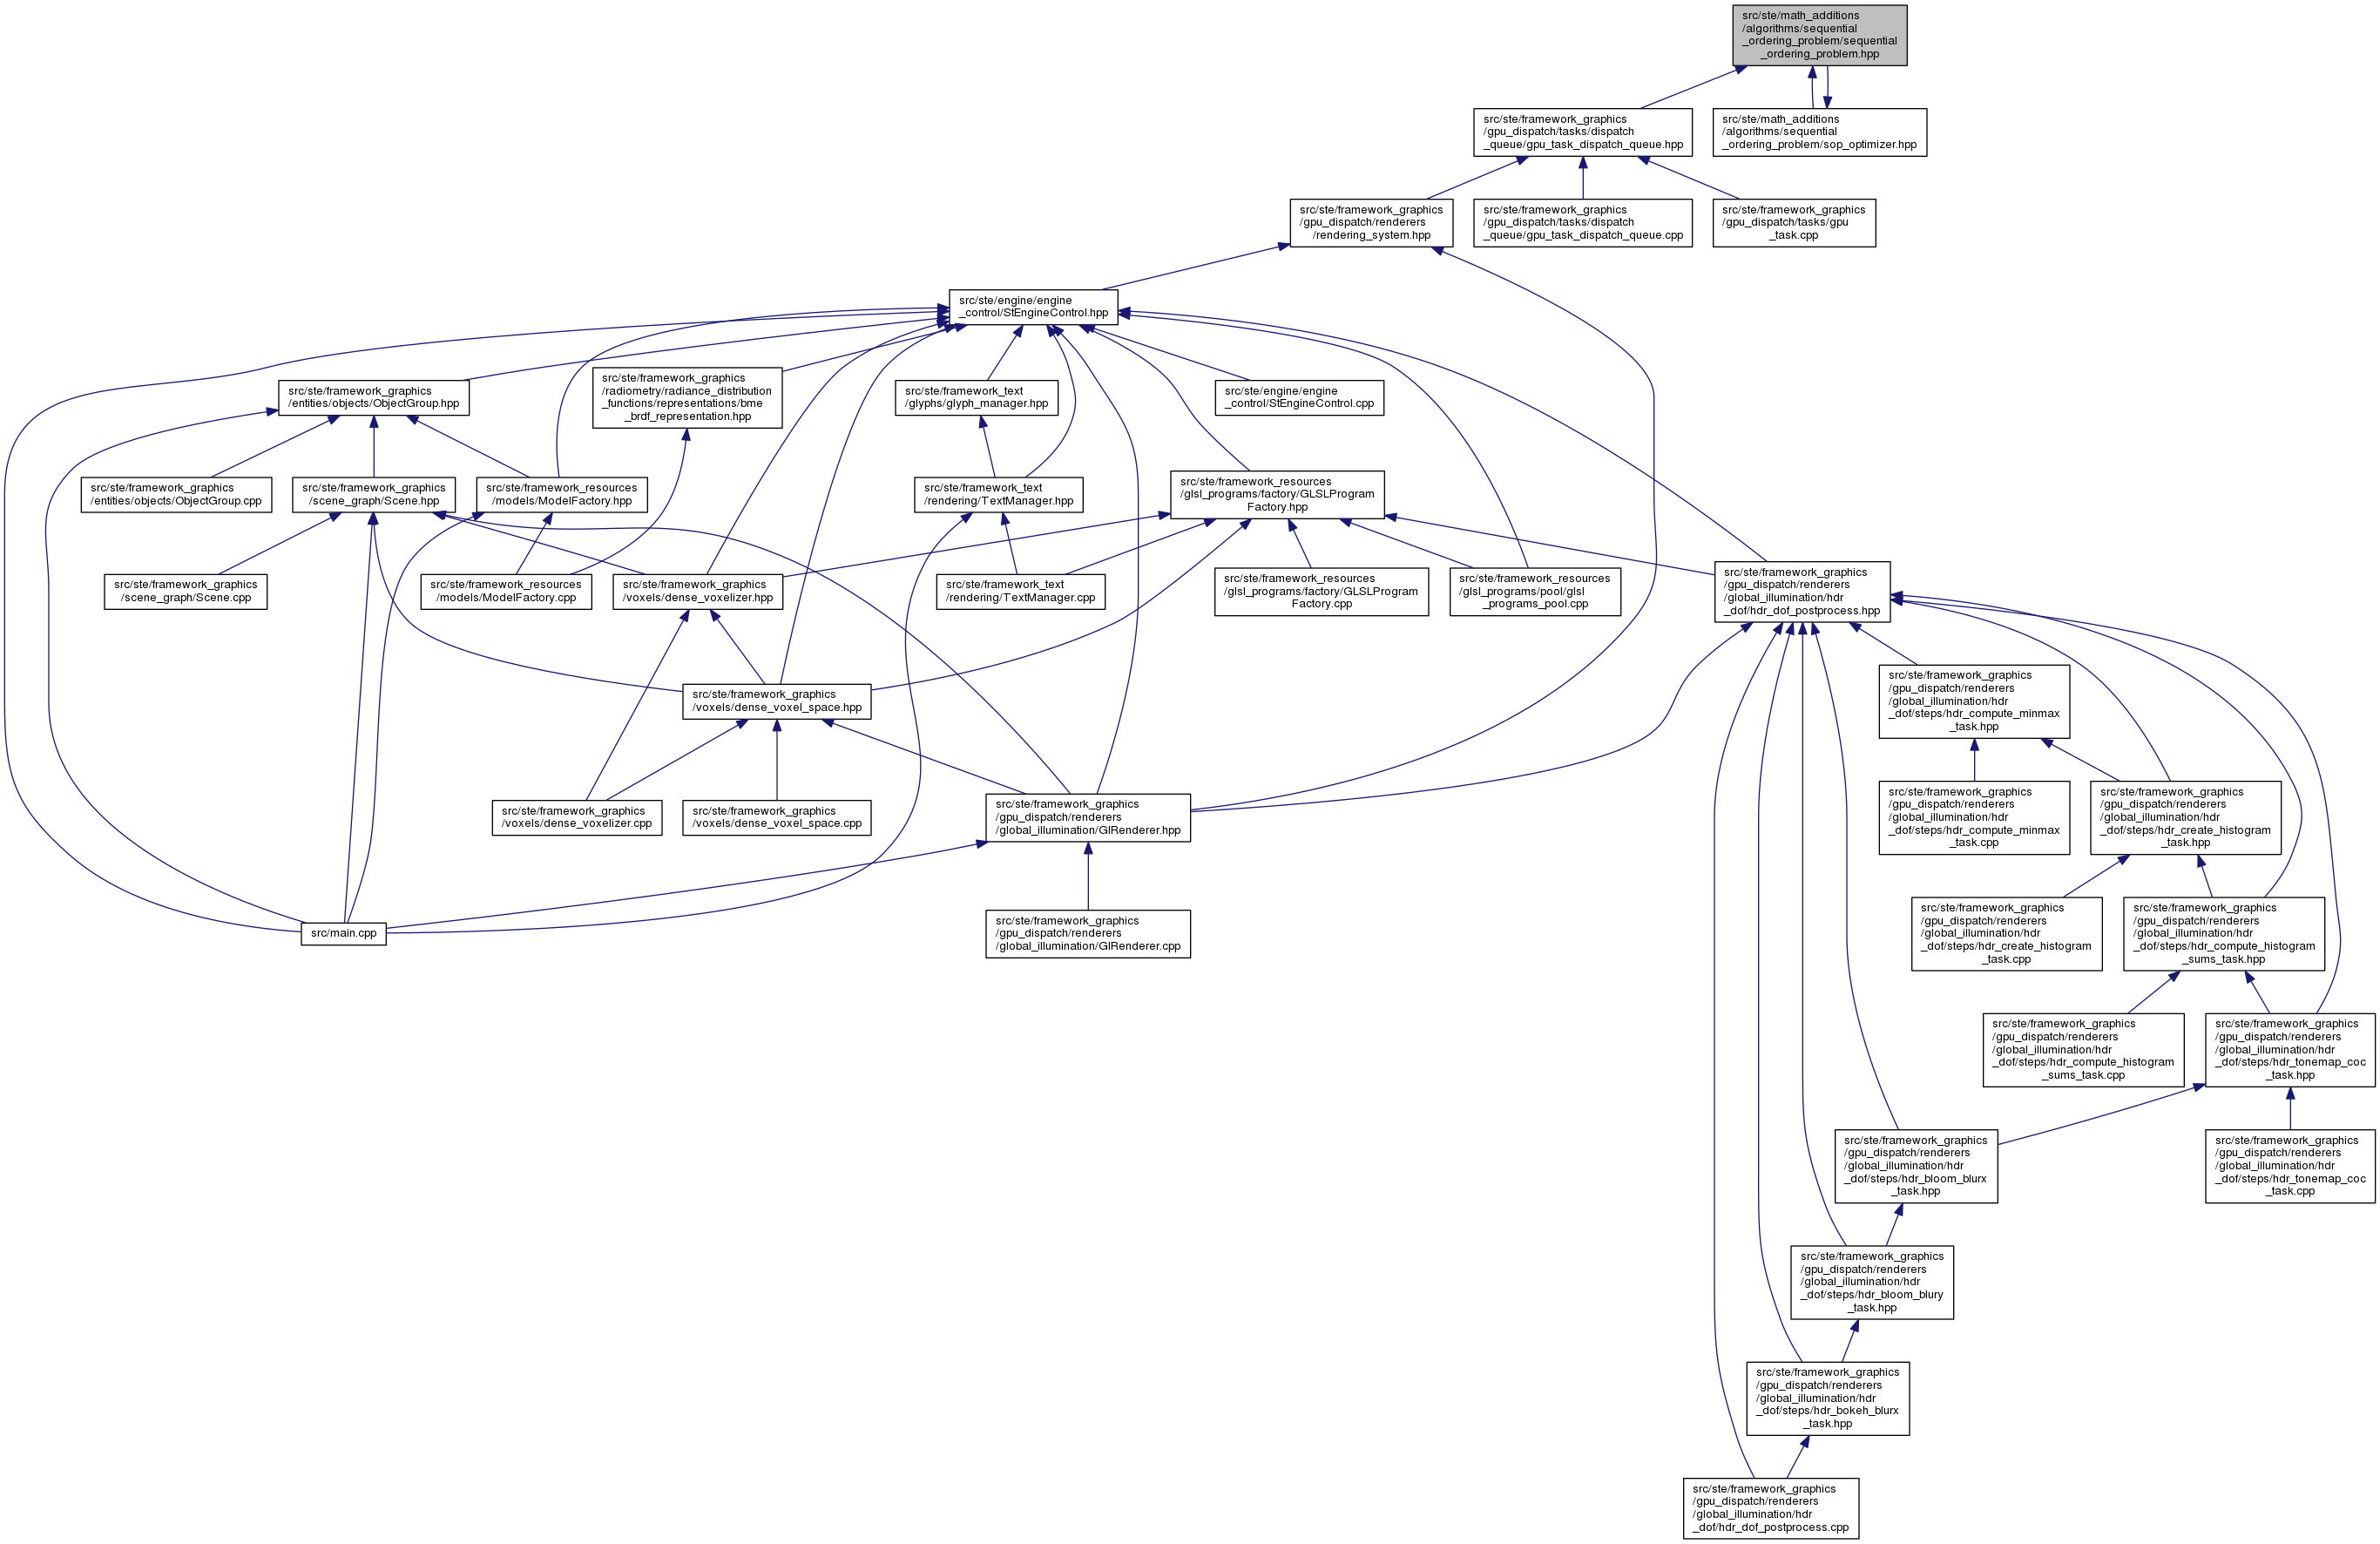 src/ste/math_additions
/algorithms/sequential
_ordering_problem/sequential
_ordering_problem.hpp
src/ste/framework_graphics
/gpu_dispatch/tasks/dispatch
_queue/gpu_task_dispatch_queue.hpp
src/ste/math_additions
/algorithms/sequential
_ordering_problem/sop_optimizer.hpp
src/ste/framework_graphics
/gpu_dispatch/renderers
/rendering_system.hpp
src/ste/framework_graphics
/gpu_dispatch/tasks/dispatch
_queue/gpu_task_dispatch_queue.cpp
src/ste/framework_graphics
/gpu_dispatch/tasks/gpu
_task.cpp
src/ste/engine/engine
_control/StEngineControl.hpp
src/ste/framework_graphics
/entities/objects/ObjectGroup.hpp
src/ste/framework_graphics
/radiometry/radiance_distribution
_functions/representations/bme
_brdf_representation.hpp
src/ste/framework_text
/glyphs/glyph_manager.hpp
src/ste/engine/engine
_control/StEngineControl.cpp
src/ste/framework_graphics
/entities/objects/ObjectGroup.cpp
src/ste/framework_graphics
/scene_graph/Scene.hpp
src/ste/framework_resources
/models/ModelFactory.hpp
src/ste/framework_text
/rendering/TextManager.hpp
src/ste/framework_resources
/glsl_programs/factory/GLSLProgram
Factory.hpp
src/ste/framework_graphics
/scene_graph/Scene.cpp
src/ste/framework_resources
/models/ModelFactory.cpp
src/ste/framework_graphics
/voxels/dense_voxelizer.hpp
src/ste/framework_text
/rendering/TextManager.cpp
src/ste/framework_resources
/glsl_programs/factory/GLSLProgram
Factory.cpp
src/ste/framework_resources
/glsl_programs/pool/glsl
_programs_pool.cpp
src/ste/framework_graphics
/gpu_dispatch/renderers
/global_illumination/hdr
_dof/hdr_dof_postprocess.hpp
src/ste/framework_graphics
/voxels/dense_voxel_space.hpp
src/ste/framework_graphics
/gpu_dispatch/renderers
/global_illumination/hdr
_dof/steps/hdr_compute_minmax
_task.hpp
src/ste/framework_graphics
/voxels/dense_voxelizer.cpp
src/ste/framework_graphics
/voxels/dense_voxel_space.cpp
src/ste/framework_graphics
/gpu_dispatch/renderers
/global_illumination/GIRenderer.hpp
src/ste/framework_graphics
/gpu_dispatch/renderers
/global_illumination/hdr
_dof/steps/hdr_compute_minmax
_task.cpp
src/ste/framework_graphics
/gpu_dispatch/renderers
/global_illumination/hdr
_dof/steps/hdr_create_histogram
_task.hpp
src/main.cpp
src/ste/framework_graphics
/gpu_dispatch/renderers
/global_illumination/GIRenderer.cpp
src/ste/framework_graphics
/gpu_dispatch/renderers
/global_illumination/hdr
_dof/steps/hdr_create_histogram
_task.cpp
src/ste/framework_graphics
/gpu_dispatch/renderers
/global_illumination/hdr
_dof/steps/hdr_compute_histogram
_sums_task.hpp
src/ste/framework_graphics
/gpu_dispatch/renderers
/global_illumination/hdr
_dof/steps/hdr_compute_histogram
_sums_task.cpp
src/ste/framework_graphics
/gpu_dispatch/renderers
/global_illumination/hdr
_dof/steps/hdr_tonemap_coc
_task.hpp
src/ste/framework_graphics
/gpu_dispatch/renderers
/global_illumination/hdr
_dof/steps/hdr_bloom_blurx
_task.hpp
src/ste/framework_graphics
/gpu_dispatch/renderers
/global_illumination/hdr
_dof/steps/hdr_tonemap_coc
_task.cpp
src/ste/framework_graphics
/gpu_dispatch/renderers
/global_illumination/hdr
_dof/steps/hdr_bloom_blury
_task.hpp
src/ste/framework_graphics
/gpu_dispatch/renderers
/global_illumination/hdr
_dof/steps/hdr_bokeh_blurx
_task.hpp
src/ste/framework_graphics
/gpu_dispatch/renderers
/global_illumination/hdr
_dof/hdr_dof_postprocess.cpp